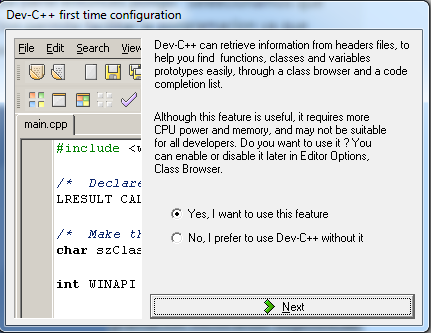 Dev-C++ first time configuration
File Edit Search View
main.cpp
#include <w
/* Declare
LRESULT CAL
/* Make th
char szClas
int WINAPI
Dev-C++ can retrieve information from headers files, to
help you find functions, classes and variables
prototypes easily, through a class browser and a code
completion list.
Although this feature is useful, it requires more
CPU power and memory, and may not be suitable
for all developers. Do you want to use it ? You
can enable or disable it later in Editor Options,
Class Browser.
Yes, I want to use this feature
No, I prefer to use Dev-C++ without it
Next